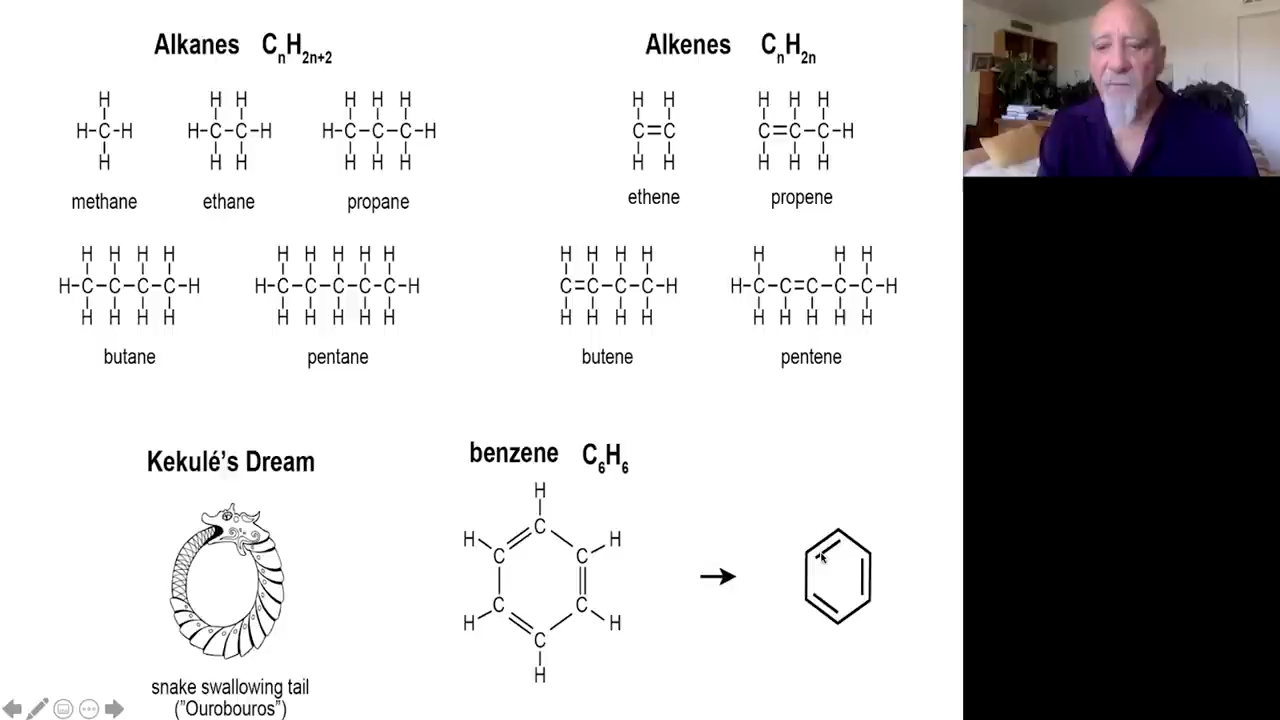 Alkanes CnH2n+2
H H H H H H
H-C-H H-C-C-H H-C-C-C-H
H H H H H H
methane ethane propane
H H H H H H H H H
H-C-C-C-C-H H-C-C-C-C-C-H
H H H H H H H H H
butane pentane
Alkenes CnH2n
H H H H H
C=C C=C-C-H
H H H H H
ethene propene
H H H H H H H
C=C-C-C-H H-C-C=C-C-C-H
H H H H H H H H H
butene pentene
Kekulé's Dream
snake swallowing tail
("Ourobouros")
benzene C6H6
H
H C H
C C
C C
H C H
H